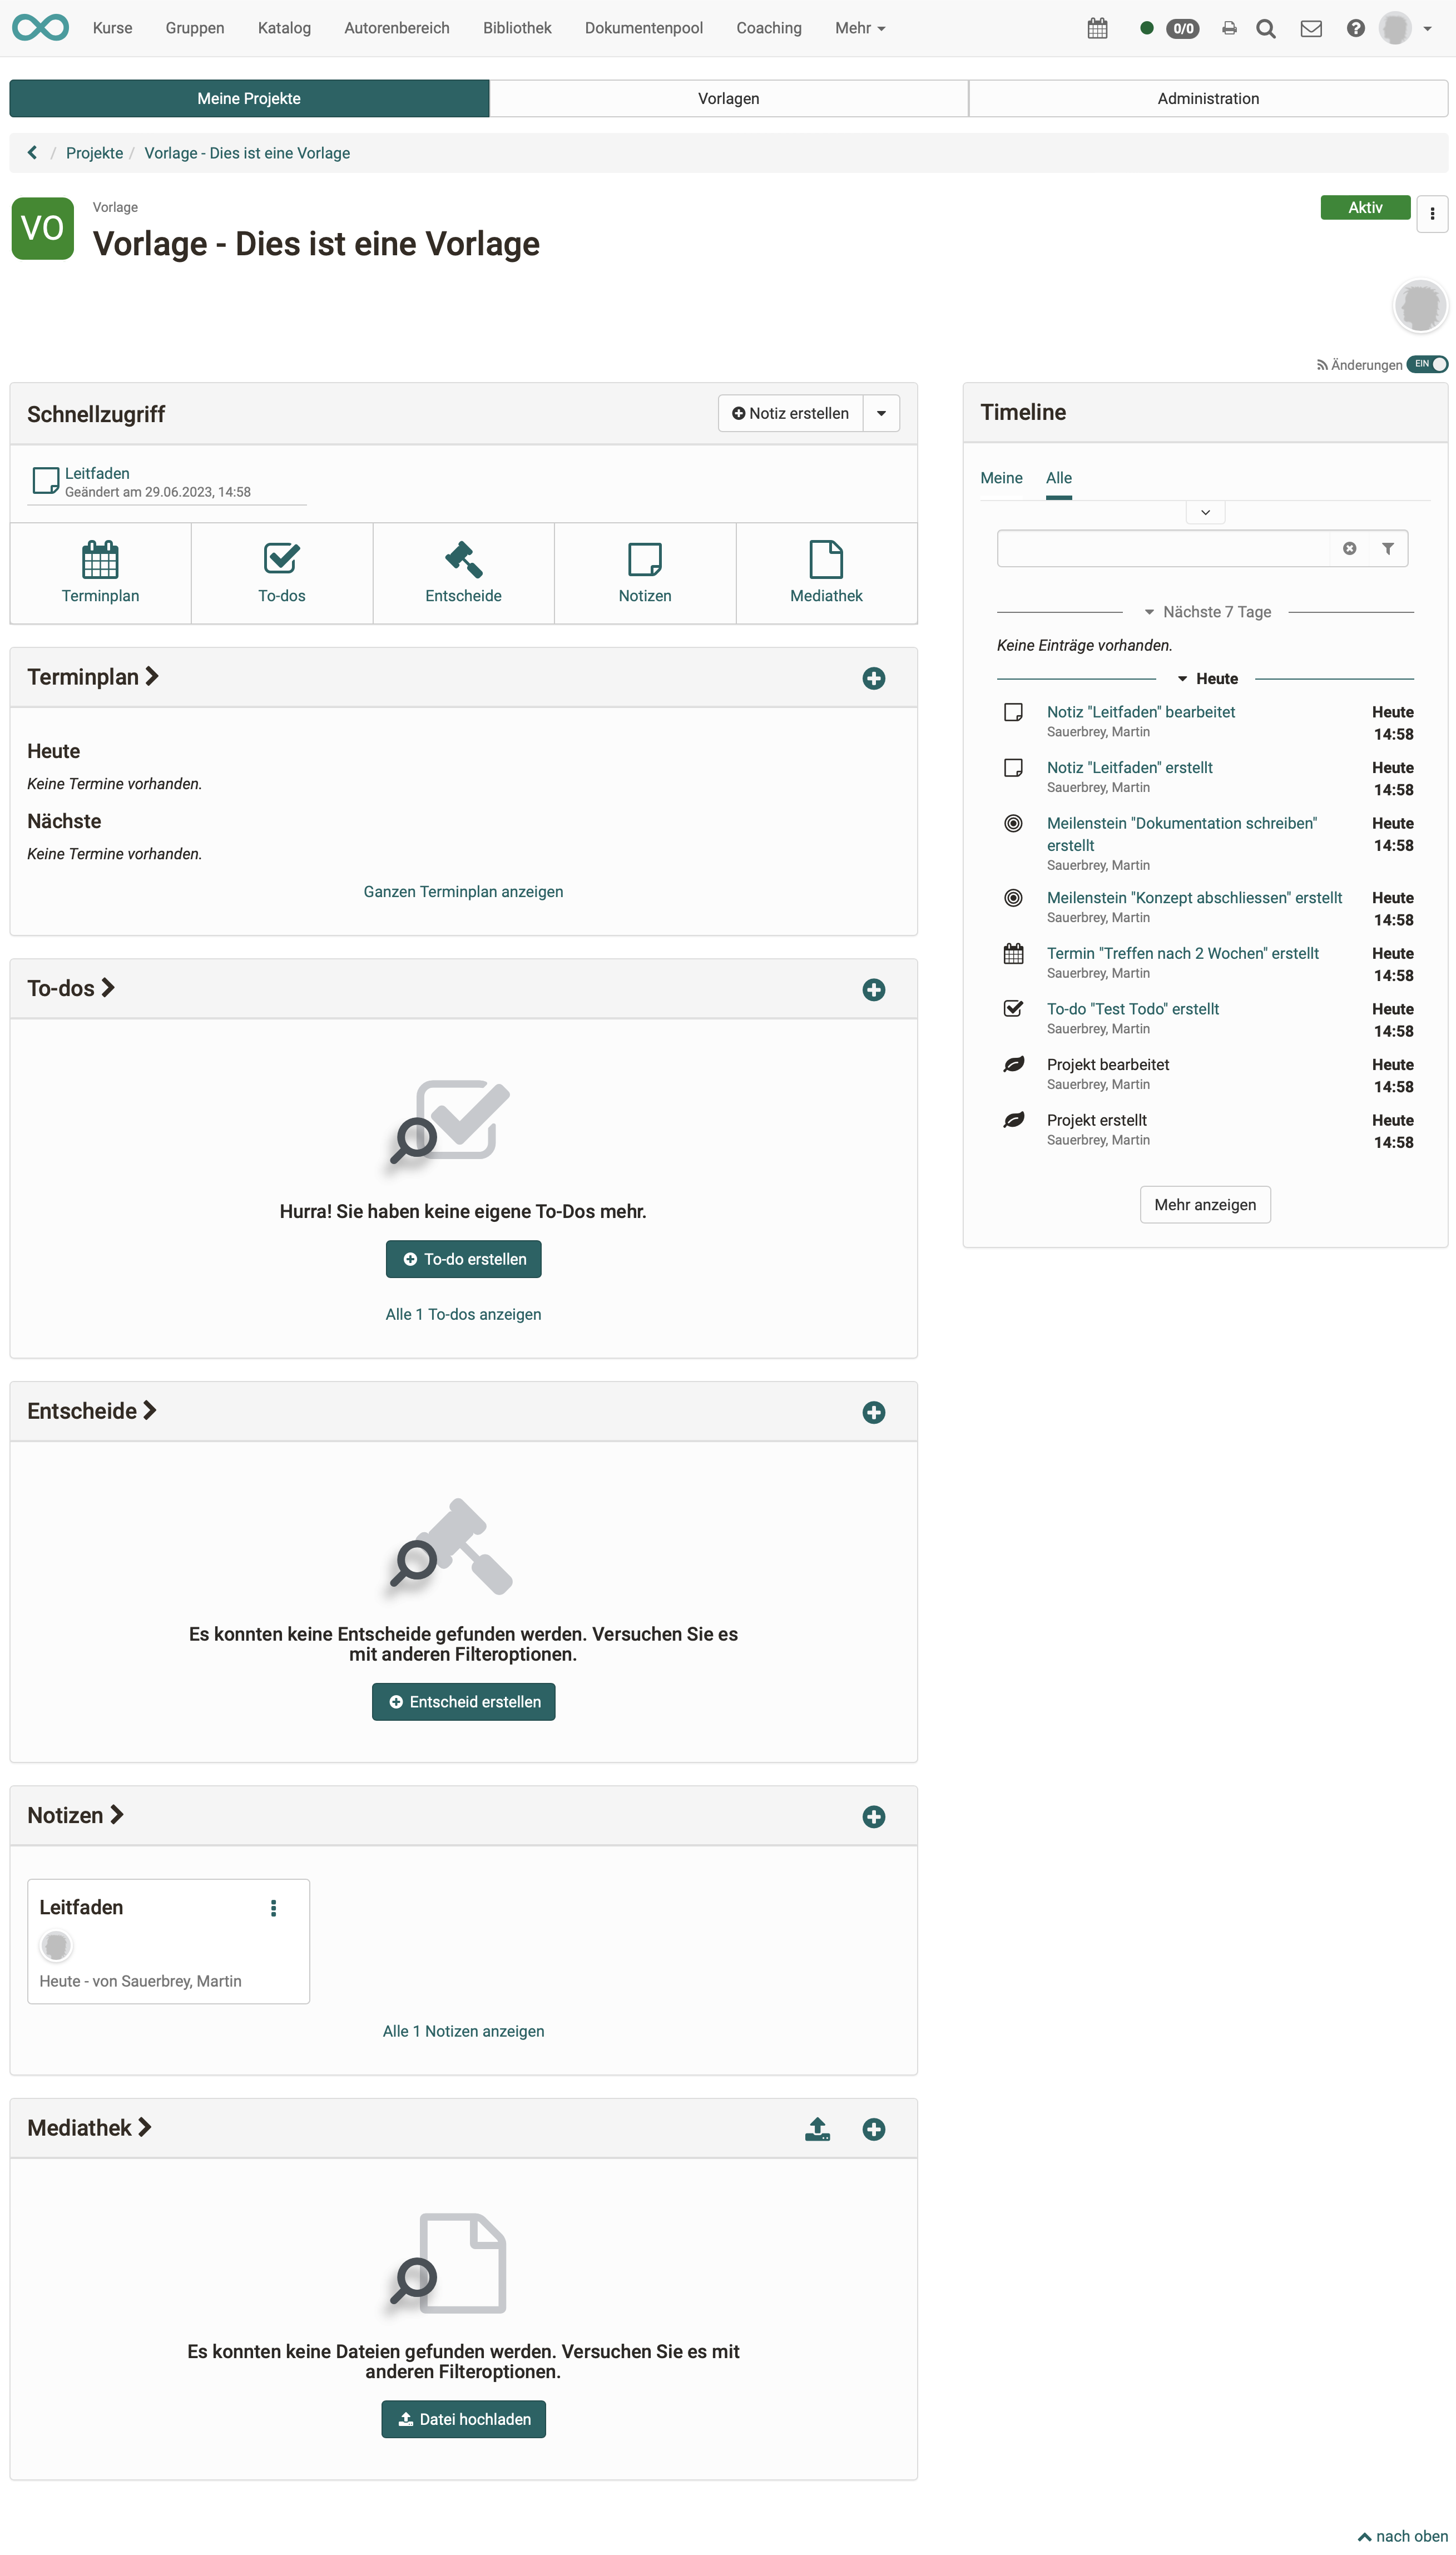 Kurse Gruppen Katalog Autorenbereich Bibliothek Dokumentenpool Coaching Mehr 0/0
Meine Projekte Vorlagen Administration
/ Projekte / Vorlage - Dies ist eine Vorlage
VO
Vorlage
Aktiv
Vorlage - Dies ist eine Vorlage
Änderungen EIN
Schnellzugriff
Notiz erstellen
Leitfaden
Geändert am 29.06.2023, 14:58
Terminplan To-dos Entscheide Notizen Mediathek
Terminplan
Heute
Keine Termine vorhanden.
Nächste
Keine Termine vorhanden.
Ganzen Terminplan anzeigen
To-dos
Hurra! Sie haben keine eigene To-Dos mehr.
To-do erstellen
Alle 1 To-dos anzeigen
Entscheide
Es konnten keine Entscheide gefunden werden. Versuchen Sie es
mit anderen Filteroptionen.
Entscheid erstellen
Notizen
Leitfaden
Heute - von Sauerbrey, Martin
Alle 1 Notizen anzeigen
Mediathek
Es konnten keine Dateien gefunden werden. Versuchen Sie es mit
anderen Filteroptionen.
Datei hochladen
Timeline
Meine Alle
Nächste 7 Tage
Keine Einträge vorhanden.
Heute
Notiz "Leitfaden" bearbeitet Heute
Sauerbrey, Martin 14:58
Notiz "Leitfaden" erstellt Heute
Sauerbrey, Martin 14:58
Meilenstein "Dokumentation schreiben" Heute
erstellt 14:58
Sauerbrey, Martin
Meilenstein "Konzept abschliessen" erstellt Heute
Sauerbrey, Martin 14:58
Termin "Treffen nach 2 Wochen" erstellt Heute
Sauerbrey, Martin 14:58
To-do "Test Todo" erstellt Heute
Sauerbrey, Martin 14:58
Projekt bearbeitet Heute
Sauerbrey, Martin 14:58
Projekt erstellt Heute
Sauerbrey, Martin 14:58
Mehr anzeigen
nach oben